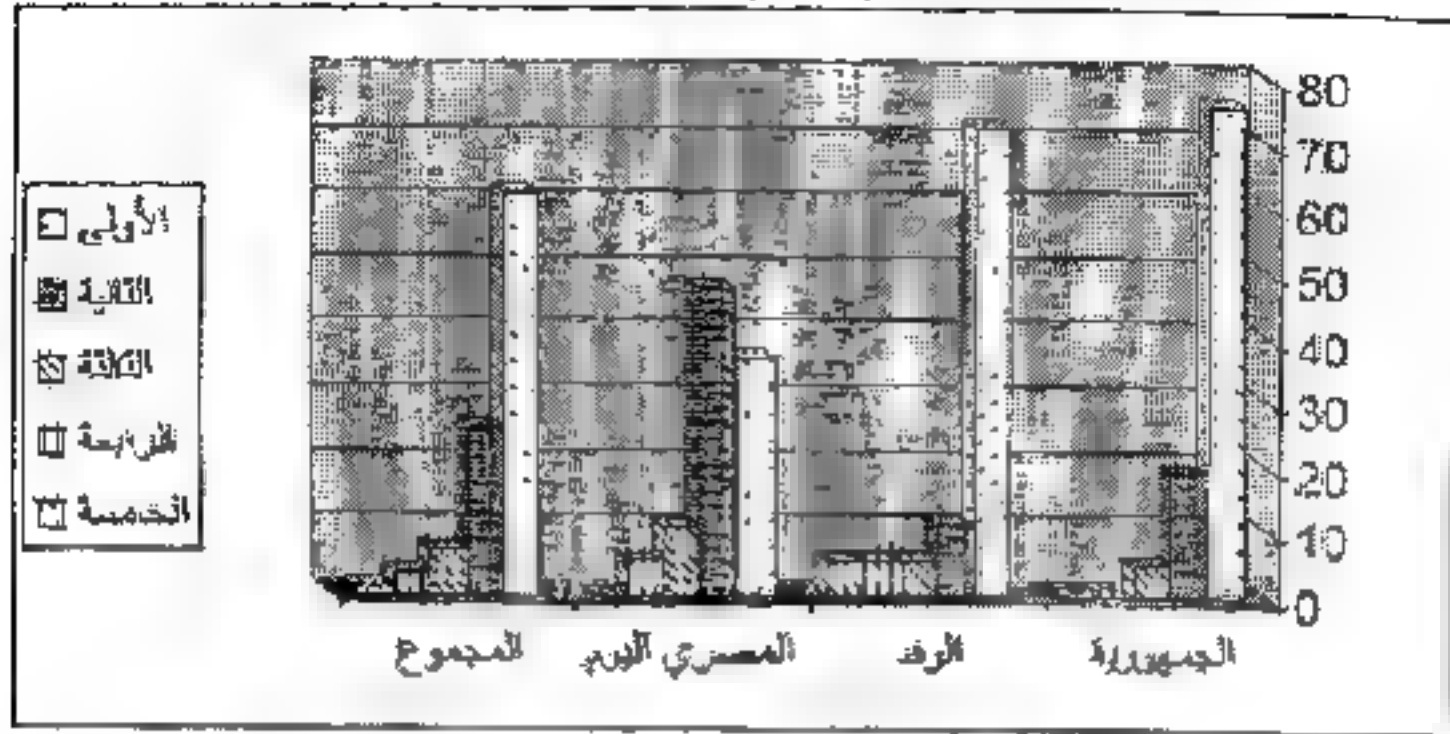 الأولى
الثانية
الثالثة
الرابعة
الخامسة
80
70
60
50
40
30
20
10
0
الجمهورية
الوفد
المصري اليوم
المجموع